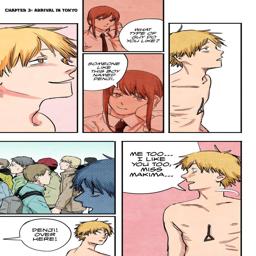 CHAPTER 3- ARRIVAL IN TOKYO
WHAT
TYPE OF
GUY DO
YOU LIKE?
SOMEONE
LIKE THIS BOY
NAMED
DENJI.
ME TOO...
I LIKE
YOU TOO,
MISS
MAKIMA...
DENJI!
OVER
HERE!